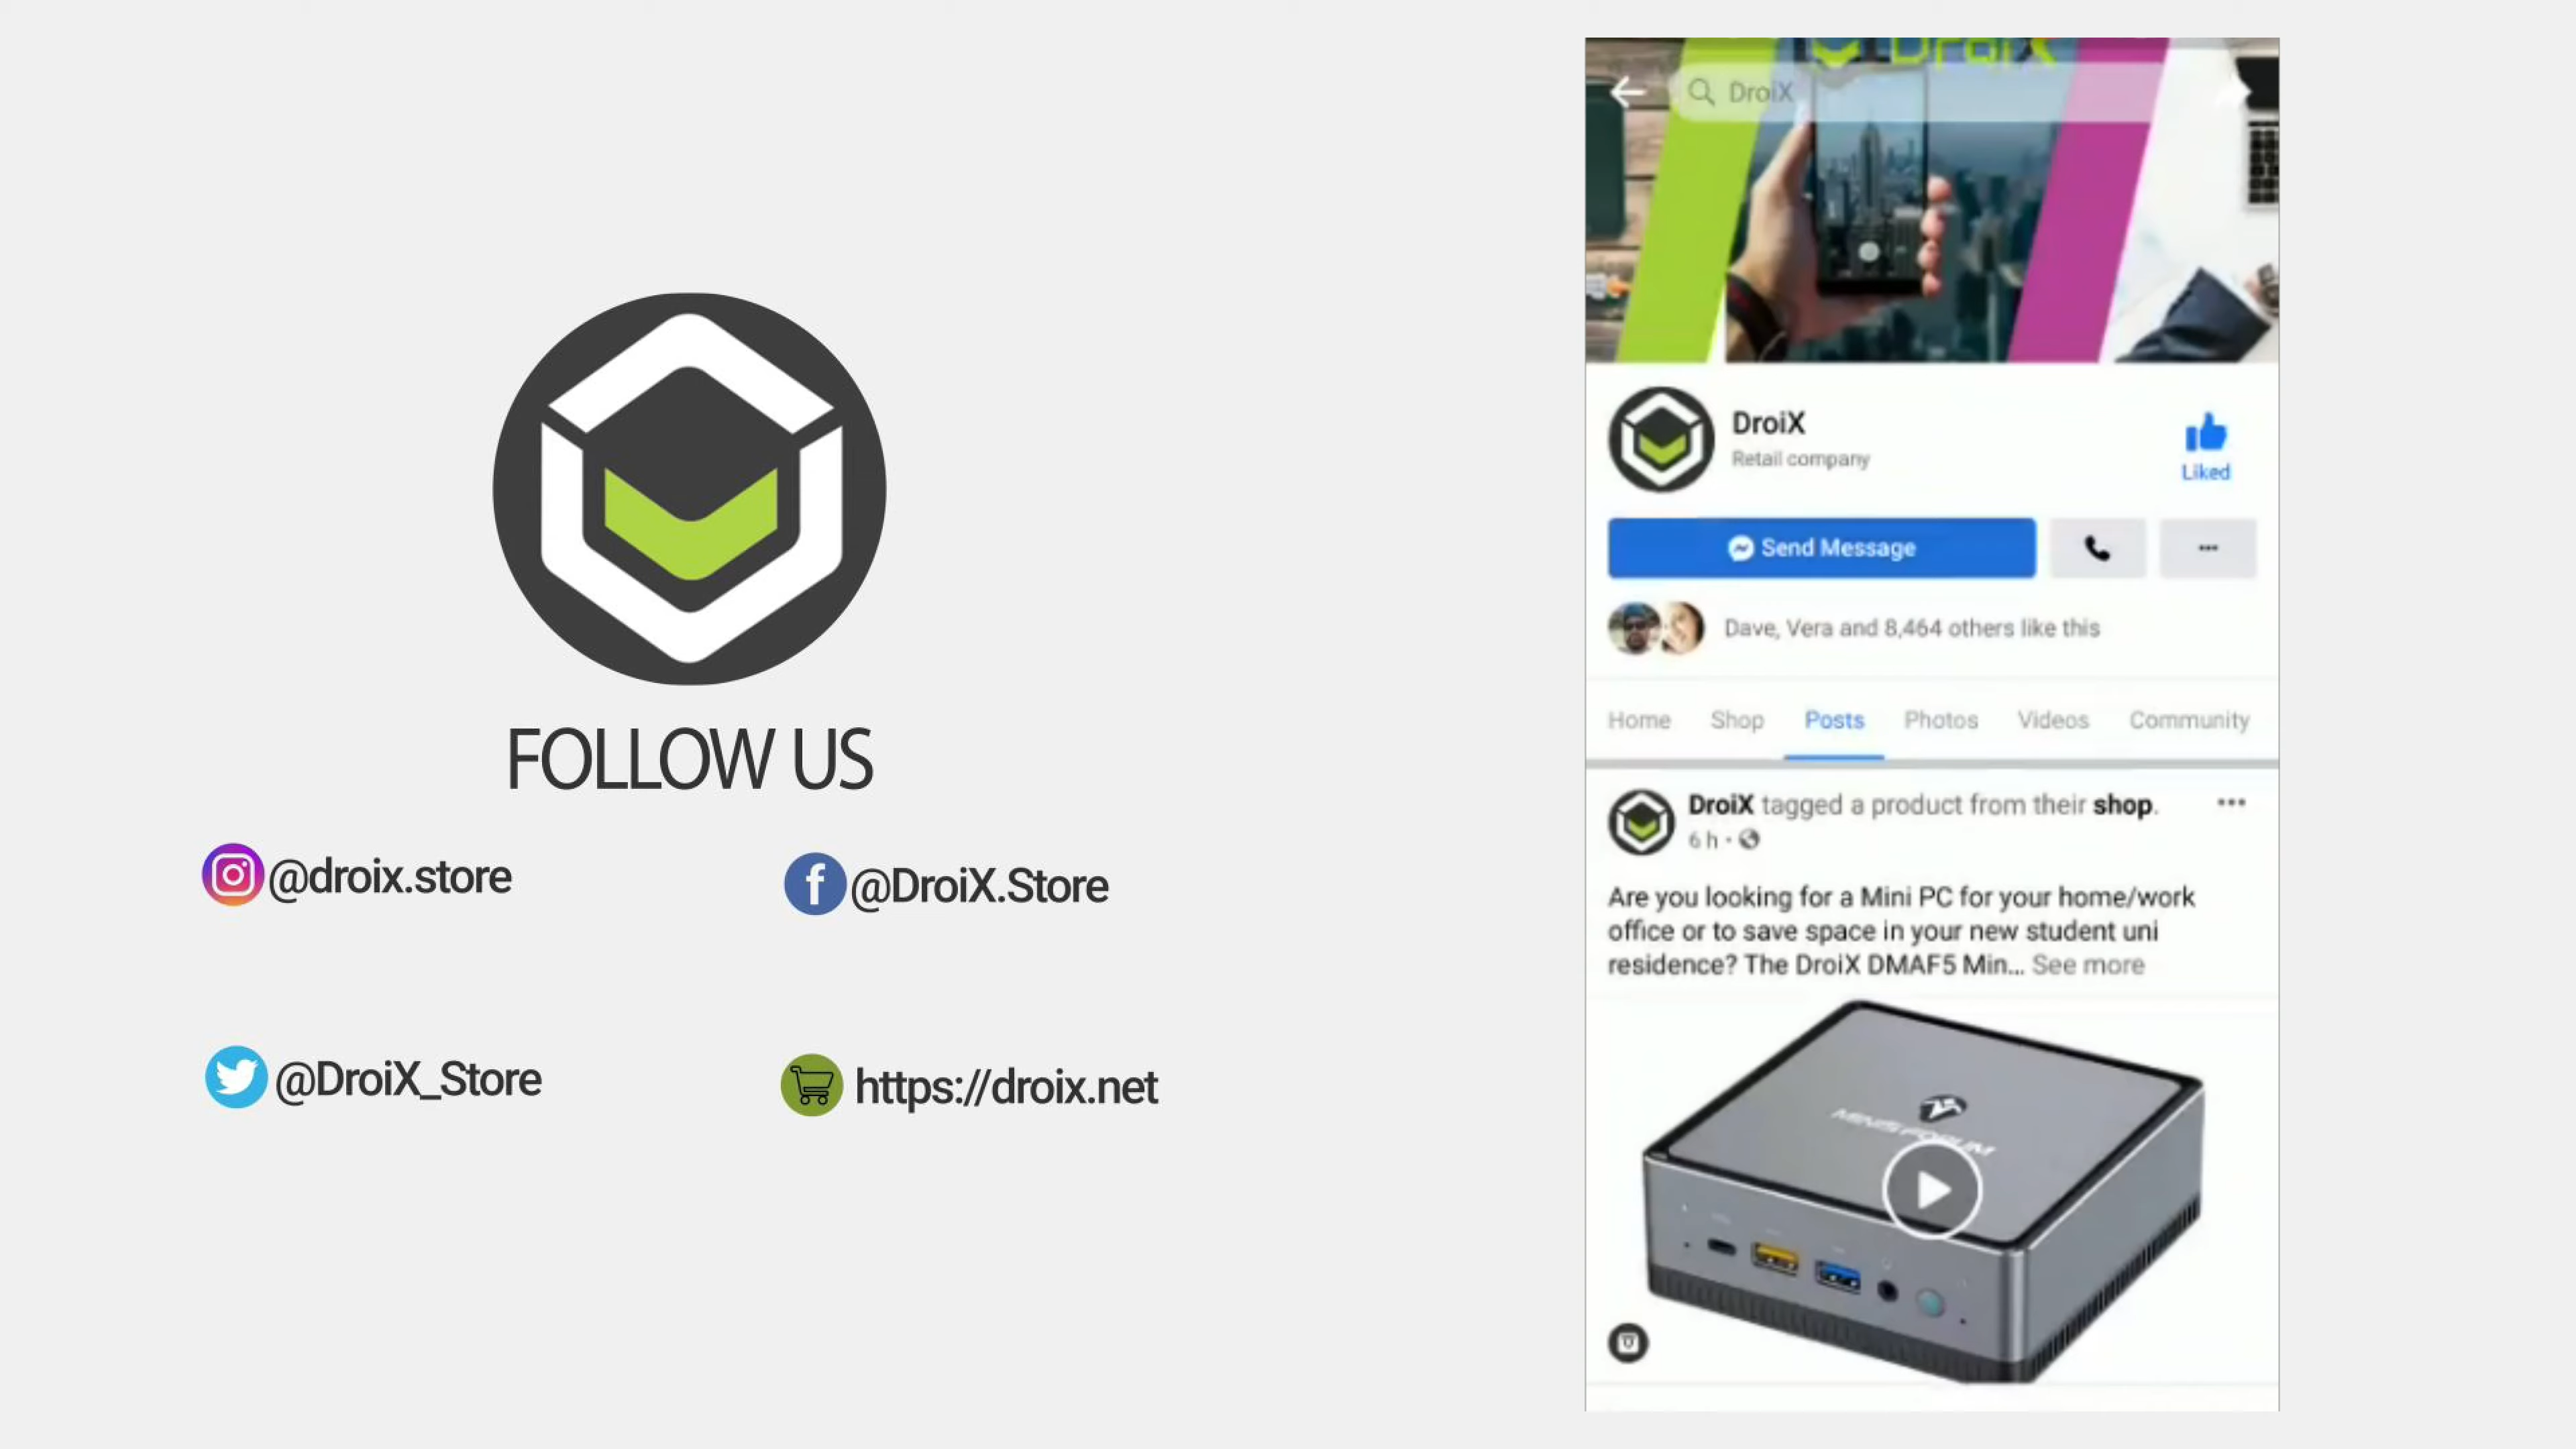 FOLLOW US
@droix.store
@DroiX.Store
@DroiX_Store
https://droix.net
DroiX
DroiX
DroiX
Retail company
Liked
Send Message
Dave, Vera and 8,464 others like this
Home Shop Posts Photos Videos Community
DroiX tagged a product from their shop.
6 h
Are you looking for a Mini PC for your home/work
office or to save space in your new student uni
residence? The DroiX DMAF5 Min... See more
MINIS FORUM